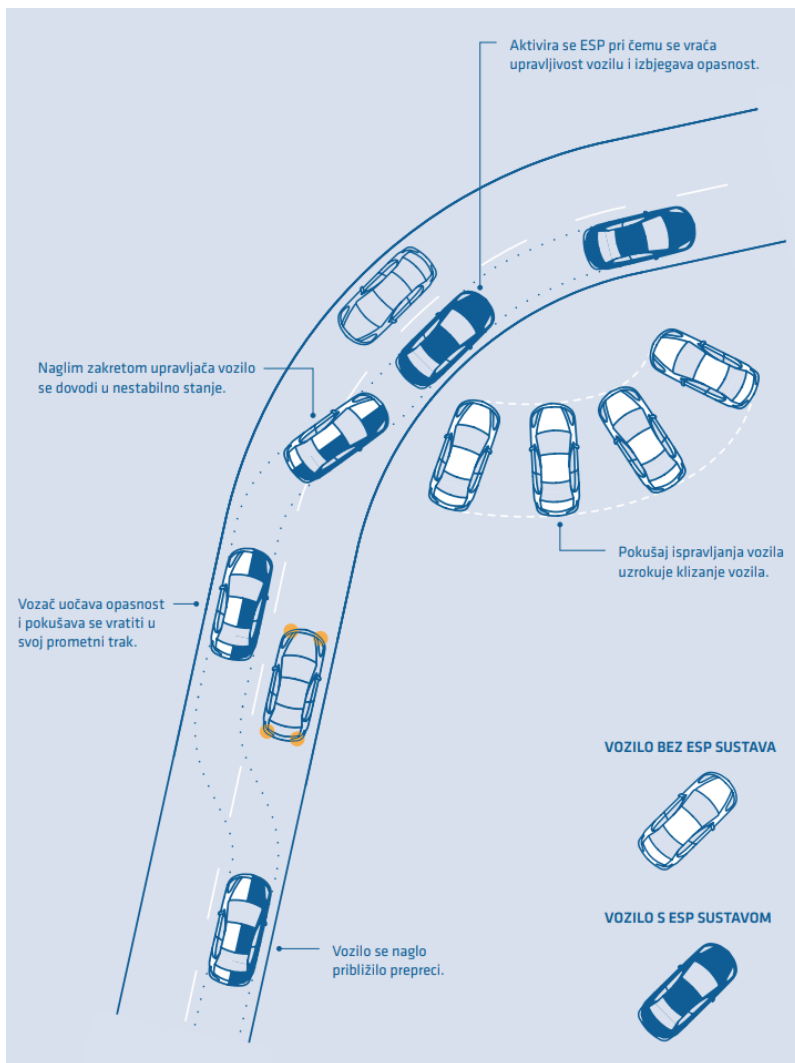 Aktivira se ESP pri čemu se vraća
upravljivost vozilu i izbjegava opasnost.
Naglim zakretom upravljača vozilo
se dovodi u nestabilno stanje.
Pokušaj ispravljanja vozila
uzrokuje klizanje vozila.
Vozač uočava opasnost
i pokušava se vratiti u
svoj prometni trak.
VOZILO BEZ ESP SUSTAVA
VOZILO S ESP SUSTAVOM
Vozilo se naglo
približilo prepreci.